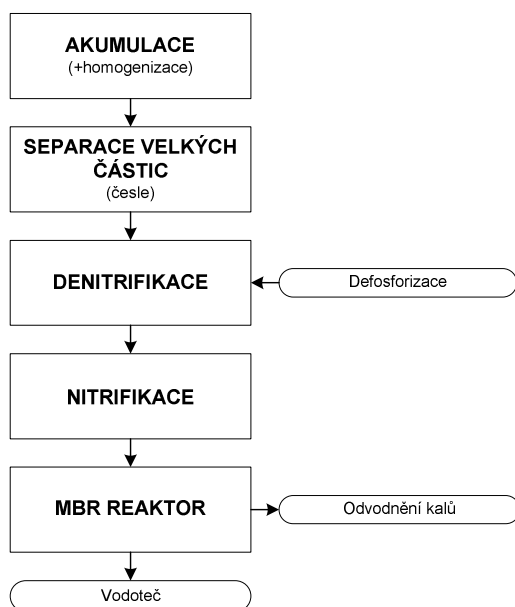 AKUMULACE
(+homogenizace)
SEPARACE VELKÝCH
ČÁSTIC
(česle)
DENITRIFIKACE
Defosforizace
NITRIFIKACE
MBR REAKTOR
Odvodnění kalů
Vodoteč